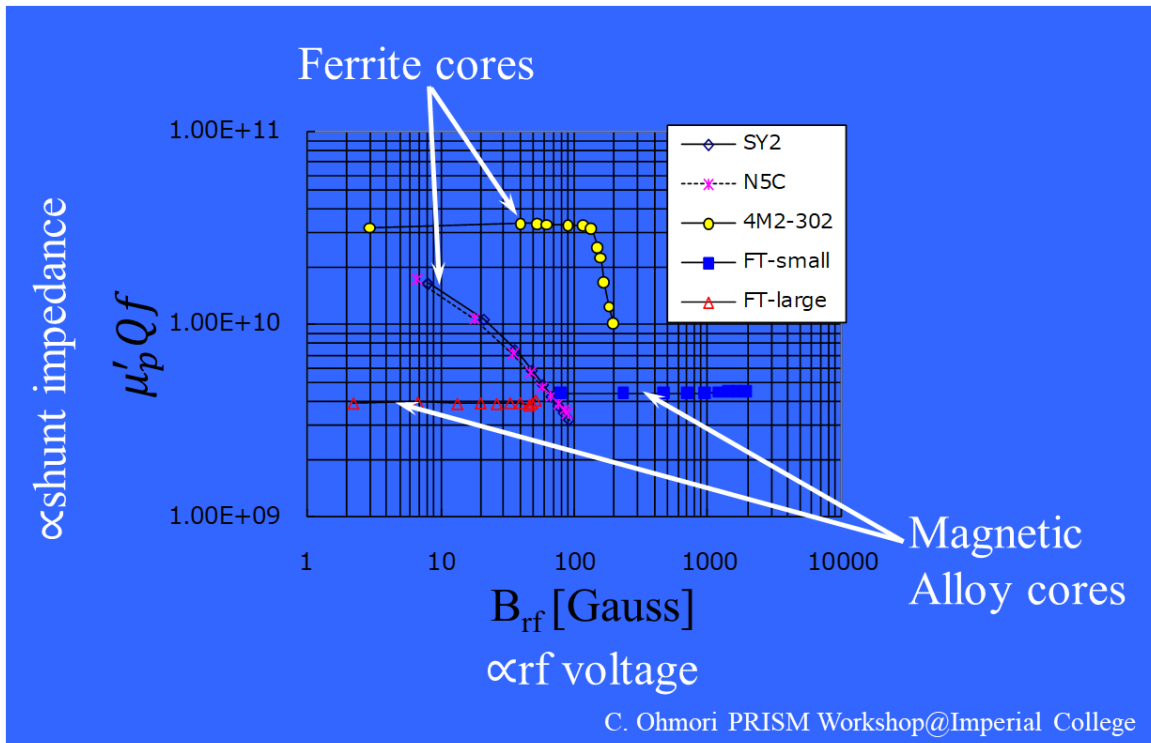 Ferrite cores
1.00E+11
1.00E+10
1.00E+09
∝shunt impedance
μ′ₚQf
SY2
N5C
4M2-302
FT-small
FT-large
1 10 100 1000 10000
Bᵣf [Gauss]
∝rf voltage
Magnetic
Alloy cores
C. Ohmori PRISM Workshop@Imperial College